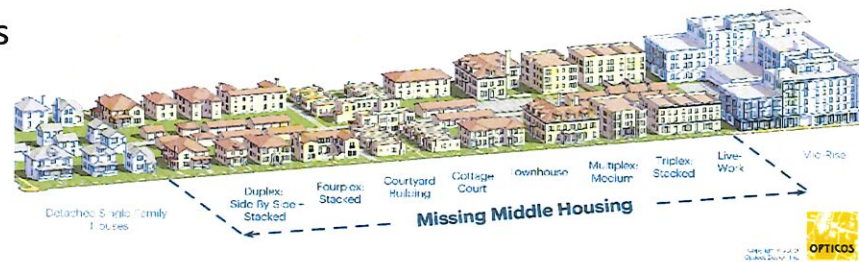 s
Detached Single Family
Houses
Duplex:
Side By Side +
Stacked
Fourplex:
Stacked
Courtyard
Building
Cottage
Court
Townhouse
Multiplex:
Medium
Triplex:
Stacked
Live-
Work
Mid-Rise
Missing Middle Housing
OPTICOS